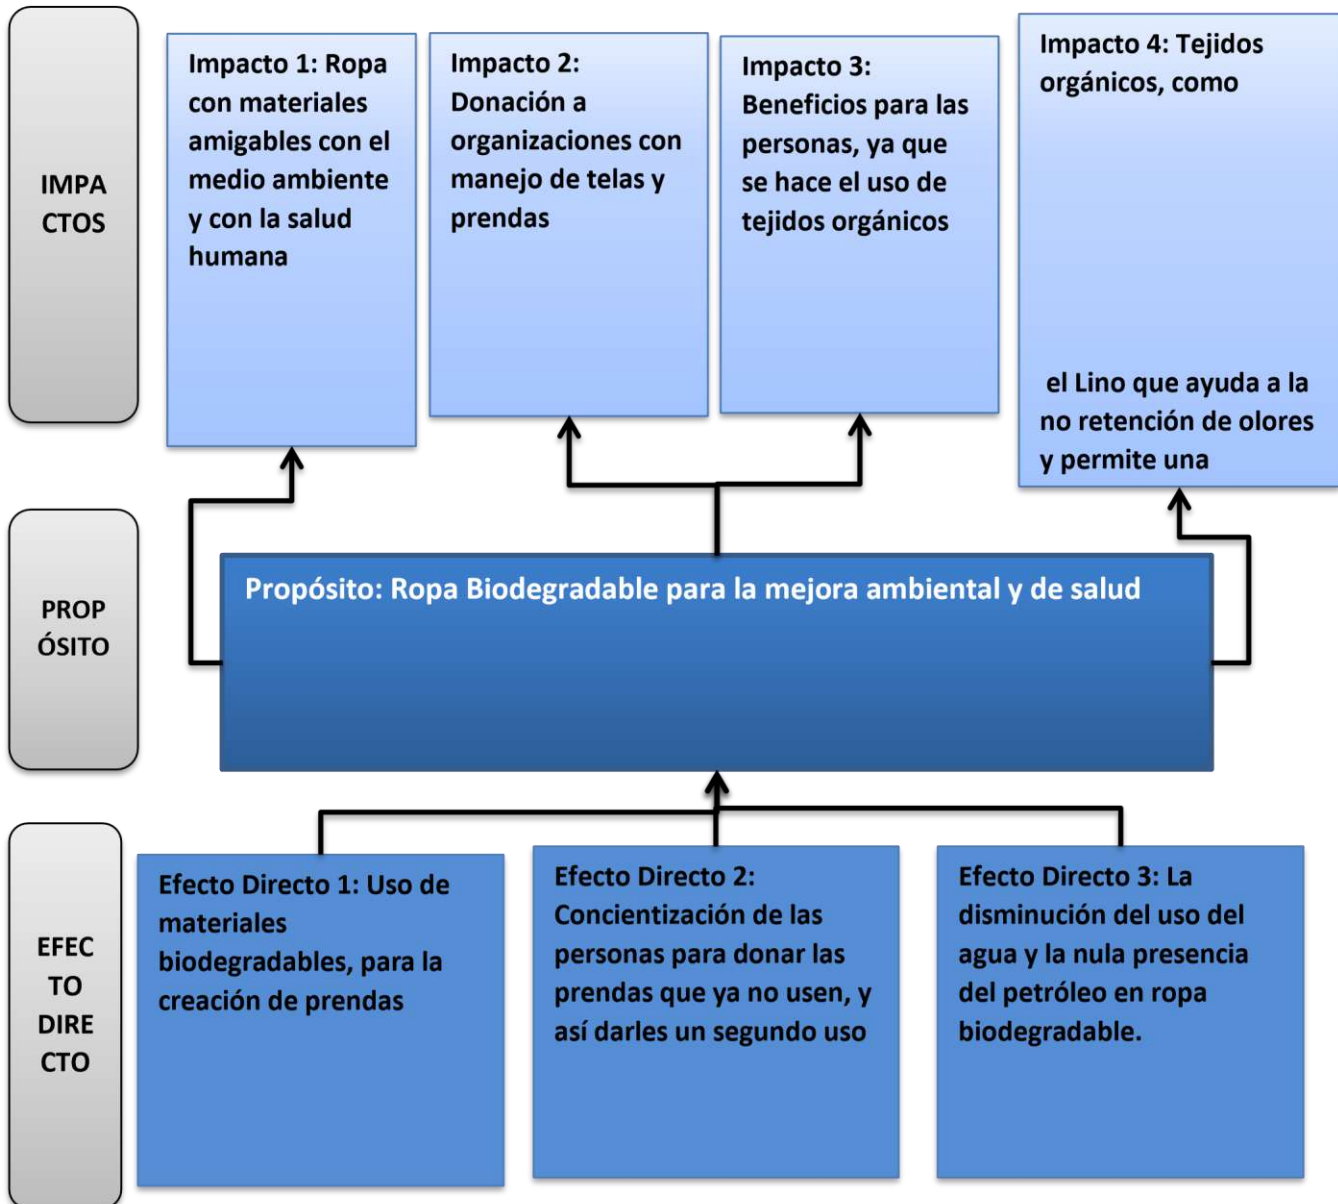 IMPA
CTOS
Impacto 1: Ropa
con materiales
amigables con el
medio ambiente
y con la salud
humana
Impacto 2:
Donación a
organizaciones con
manejo de telas y
prendas
Impacto 3:
Beneficios para las
personas, ya que
se hace el uso de
tejidos orgánicos
Impacto 4: Tejidos
orgánicos, como
el Lino que ayuda a la
no retención de olores
y permite una
PROP
ÓSITO
Propósito: Ropa Biodegradable para la mejora ambiental y de salud
EFEC
TO
DIRE
CTO
Efecto Directo 1: Uso de
materiales
biodegradables, para la
creación de prendas
Efecto Directo 2:
Concientización de las
personas para donar las
prendas que ya no usen, y
así darles un segundo uso
Efecto Directo 3: La
disminución del uso del
agua y la nula presencia
del petróleo en ropa
biodegradable.